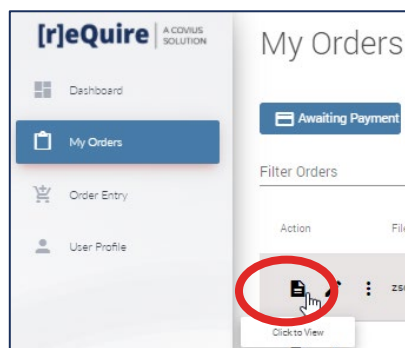 [r]eQuire A COVIUS SOLUTION
My Orders
Dashboard
My Orders
Order Entry
User Profile
Awaiting Payment
Filter Orders
Action
Click to View